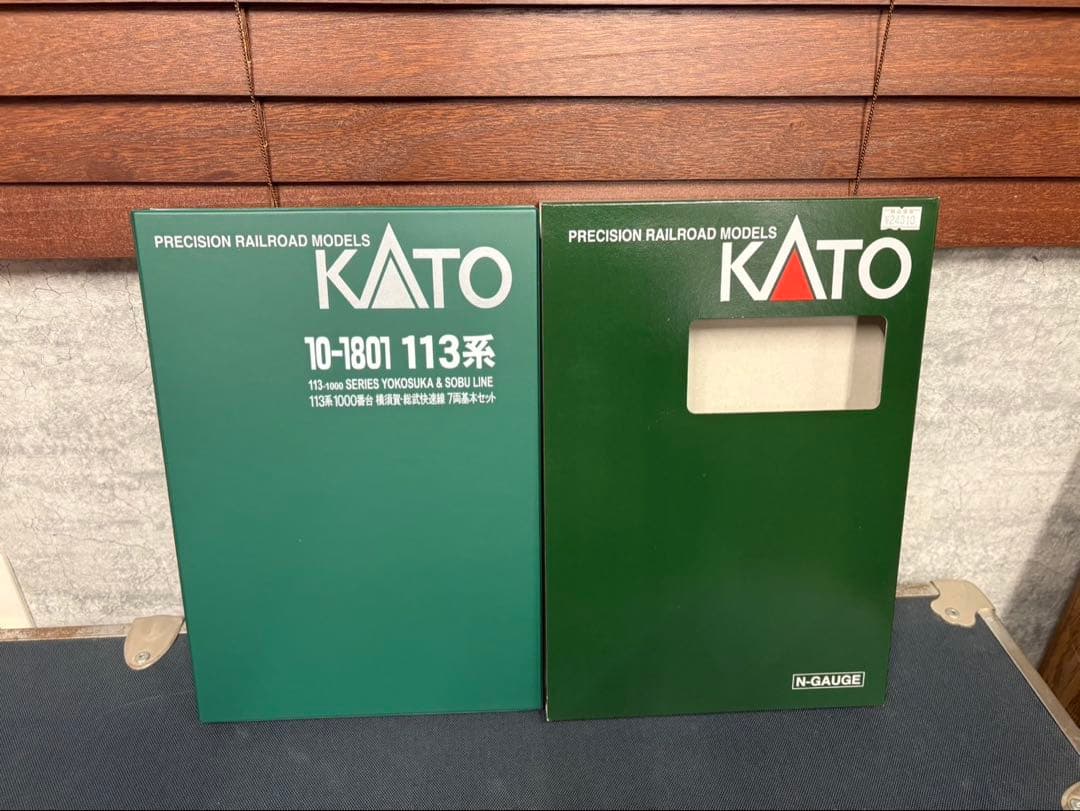 PRECISION RAILROAD MODELS
KATO
10-1801 113系
113-1000 SERIES YOKOSUKA & SOBU LINE
113系1000番台 横須賀・総武快速線 7両基本セット
PRECISION RAILROAD MODELS
KATO
¥24310
N-GAUGE